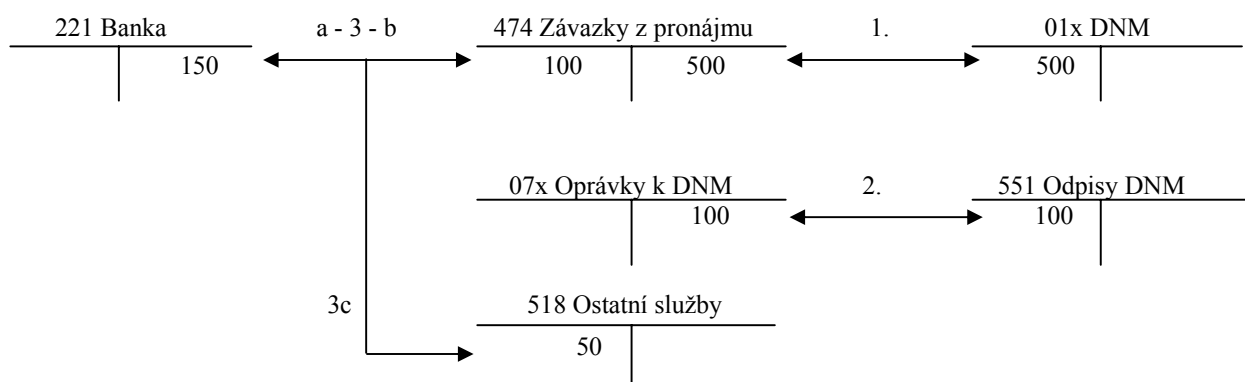 221 Banka a - 3 - b 474 Závazky z pronájmu 1. 01x DNM
150 100 500 500
07x Oprávky k DNM 2. 551 Odpisy DNM
100 100
3c 518 Ostatní služby
50